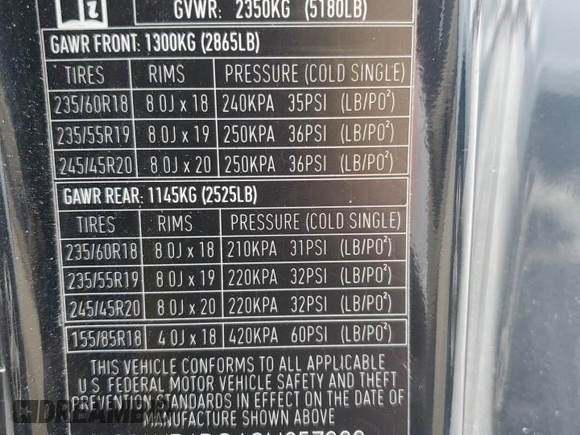 GVWR: 2350KG (5180LB)
GAWR FRONT: 1300KG (2865LB)
TIRES RIMS PRESSURE (COLD SINGLE)
235/60R18 8.0J x 18 240KPA 35PSI (LB/PO²)
235/55R19 8.0J x 19 250KPA 36PSI (LB/PO²)
245/45R20 8.0J x 20 250KPA 36PSI (LB/PO²)
GAWR REAR: 1145KG (2525LB)
TIRES RIMS PRESSURE (COLD SINGLE)
235/60R18 8.0J x 18 210KPA 31PSI (LB/PO²)
235/55R19 8.0J x 19 220KPA 32PSI (LB/PO²)
245/45R20 8.0J x 20 220KPA 32PSI (LB/PO²)
155/85R18 4.0J x 18 420KPA 60PSI (LB/PO²)
THIS VEHICLE CONFORMS TO ALL APPLICABLE
U.S. FEDERAL MOTOR VEHICLE SAFETY AND THEFT
PREVENTION STANDARDS IN EFFECT ON THE DATE OF
MANUFACTURE SHOWN ABOVE